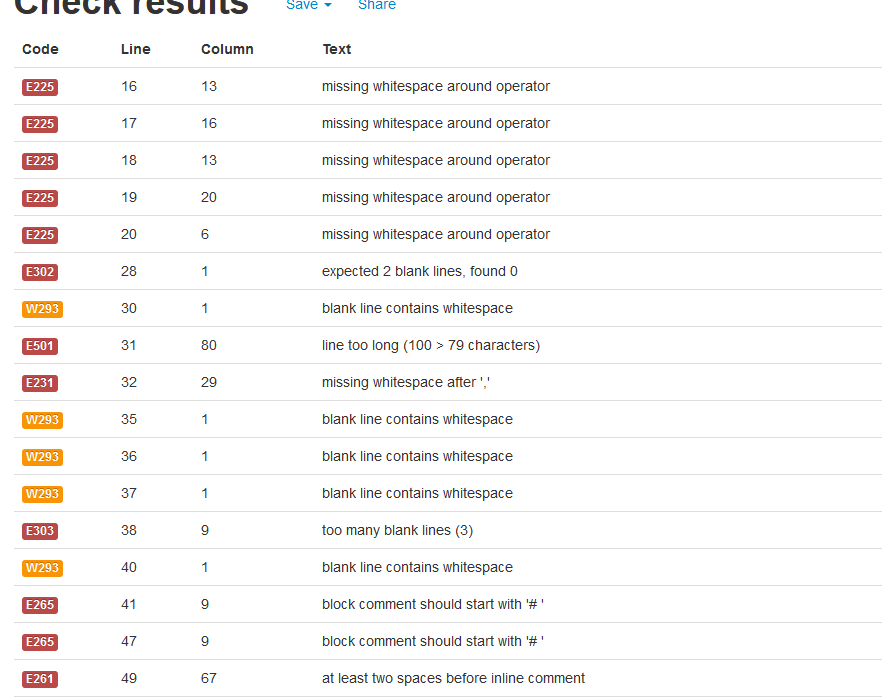 Check results Save Share
Code Line Column Text
E225 16 13 missing whitespace around operator
E225 17 16 missing whitespace around operator
E225 18 13 missing whitespace around operator
E225 19 20 missing whitespace around operator
E225 20 6 missing whitespace around operator
E302 28 1 expected 2 blank lines, found 0
W293 30 1 blank line contains whitespace
E501 31 80 line too long (100 > 79 characters)
E231 32 29 missing whitespace after ','
W293 35 1 blank line contains whitespace
W293 36 1 blank line contains whitespace
W293 37 1 blank line contains whitespace
E303 38 9 too many blank lines (3)
W293 40 1 blank line contains whitespace
E265 41 9 block comment should start with '# '
E265 47 9 block comment should start with '# '
E261 49 67 at least two spaces before inline comment